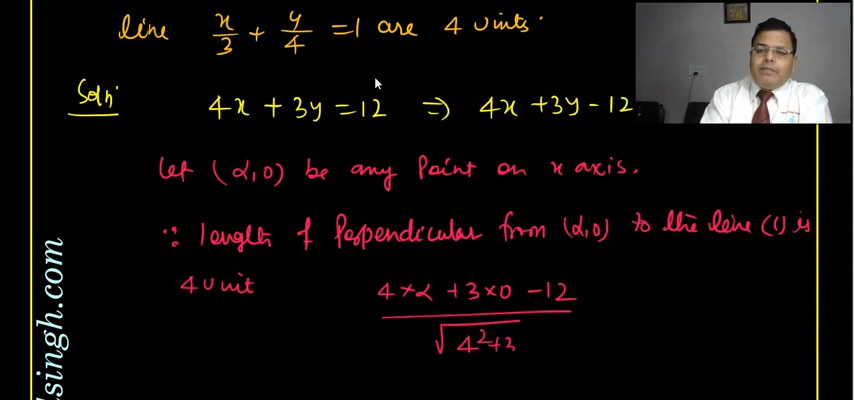 line x/3 + y/4 = 1 are 4 units.
Soln: 4x + 3y = 12 ⇒ 4x + 3y - 12
Let (α,0) be any Point on x axis.
∵ length of Perpendicular from (α,0) to the line (1) is
4 unit
4×α + 3×0 - 12
√4²+3
singh.com